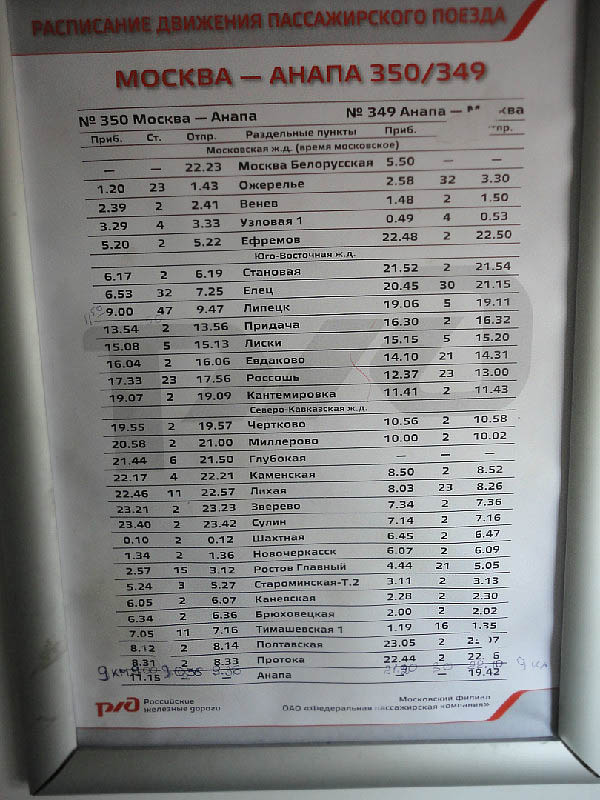 РАСПИСАНИЕ ДВИЖЕНИЯ ПАССАЖИРСКОГО ПОЕЗДА
МОСКВА — АНАПА 350/349
№ 350 Москва — Анапа № 349 Анапа —
Приб. Ст. Отпр. Раздельные пункты Приб.
Московская ж.д. (время московское)
— — 22.23 Москва Белорусская 5.50 — —
1.20 23 1.43 Ожерелье 2.58 32 3.30
2.39 2 2.41 Венев 1.48 2 1.50
3.29 4 3.33 Узловая 1 0.49 4 0.53
5.20 2 5.22 Ефремов 22.48 2 22.50
Юго-Восточная ж.д.
6.17 2 6.19 Становая 21.52 2 21.54
6.53 32 7.25 Елец 20.45 30 21.15
9.00 47 9.47 Липецк 19.06 5 19.11
13.54 2 13.56 Придача 16.30 2 16.32
15.08 5 15.13 Лиски 15.15 5 15.20
16.04 2 16.06 Евдаково 14.10 21 14.31
17.33 23 17.56 Россошь 12.37 23 13.00
19.07 2 19.09 Кантемировка 11.41 2 11.43
Северо-Кавказская ж.д.
19.55 2 19.57 Чертково 10.56 2 10.58
20.58 2 21.00 Миллерово 10.00 2 10.02
21.44 6 21.50 Глубокая — — —
22.17 4 22.21 Каменская 8.50 2 8.52
22.46 11 22.57 Лихая 8.03 23 8.26
23.21 2 23.23 Зверево 7.34 2 7.36
23.40 2 23.42 Сулин 7.14 2 7.16
0.10 2 0.12 Шахтная 6.45 2 6.47
1.34 2 1.36 Новочеркасск 6.07 2 6.09
2.57 15 3.12 Ростов Главный 4.44 21 5.05
5.24 3 5.27 Староминская-Т.2 3.11 2 3.13
6.05 2 6.07 Каневская 2.28 2 2.30
6.34 2 6.36 Брюховецкая 2.00 2 2.02
7.05 11 7.16 Тимашевская 1 1.19 16 1.35
8.12 2 8.14 Полтавская 23.05 2
8.31 2 8.33 Протока 22.44 2
11.15 — — Анапа — — 19.42
ржд Российские железные дороги
Московский филиал
ОАО «Федеральная пассажирская компания»